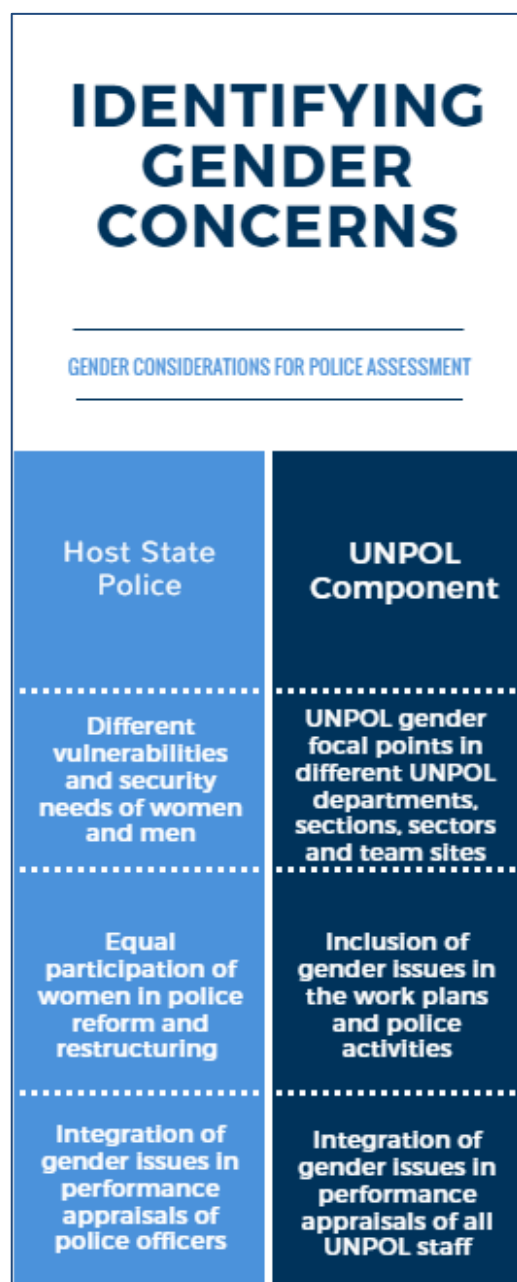 IDENTIFYING
GENDER
CONCERNS
GENDER CONSIDERATIONS FOR POLICE ASSESSMENT
Host State
Police
Different
vulnerabilities
and security
needs of women
and men
Equal
participation of
women in police
reform and
restructuring
Integration of
gender issues in
performance
appraisals of
police officers
UNPOL
Component
UNPOL gender
focal points in
different UNPOL
departments,
sections, sectors
and team sites
Inclusion of
gender issues in
the work plans
and police
activities
Integration of
gender issues in
performance
appraisals of all
UNPOL staff